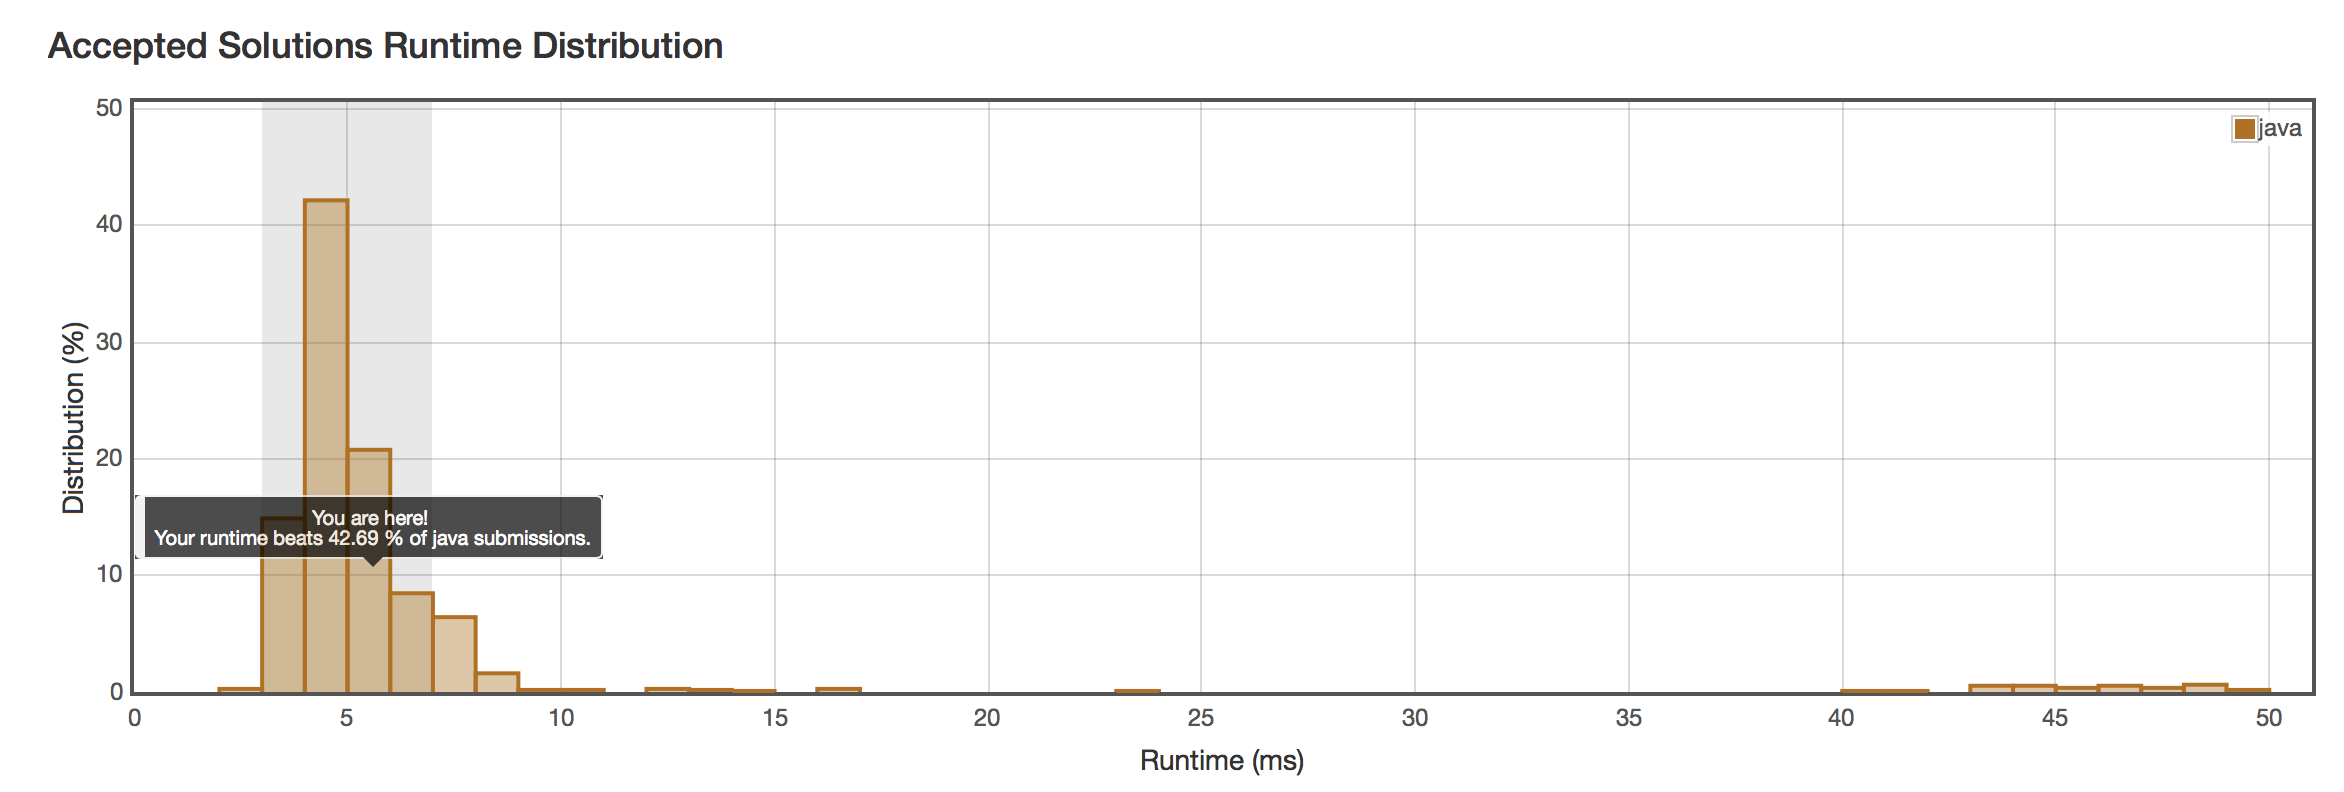 Accepted Solutions Runtime Distribution
50
40
30
20
10
0
Distribution (%)
java
You are here!
Your runtime beats 42.69 % of java submissions.
0 5 10 15 20 25 30 35 40 45 50
Runtime (ms)